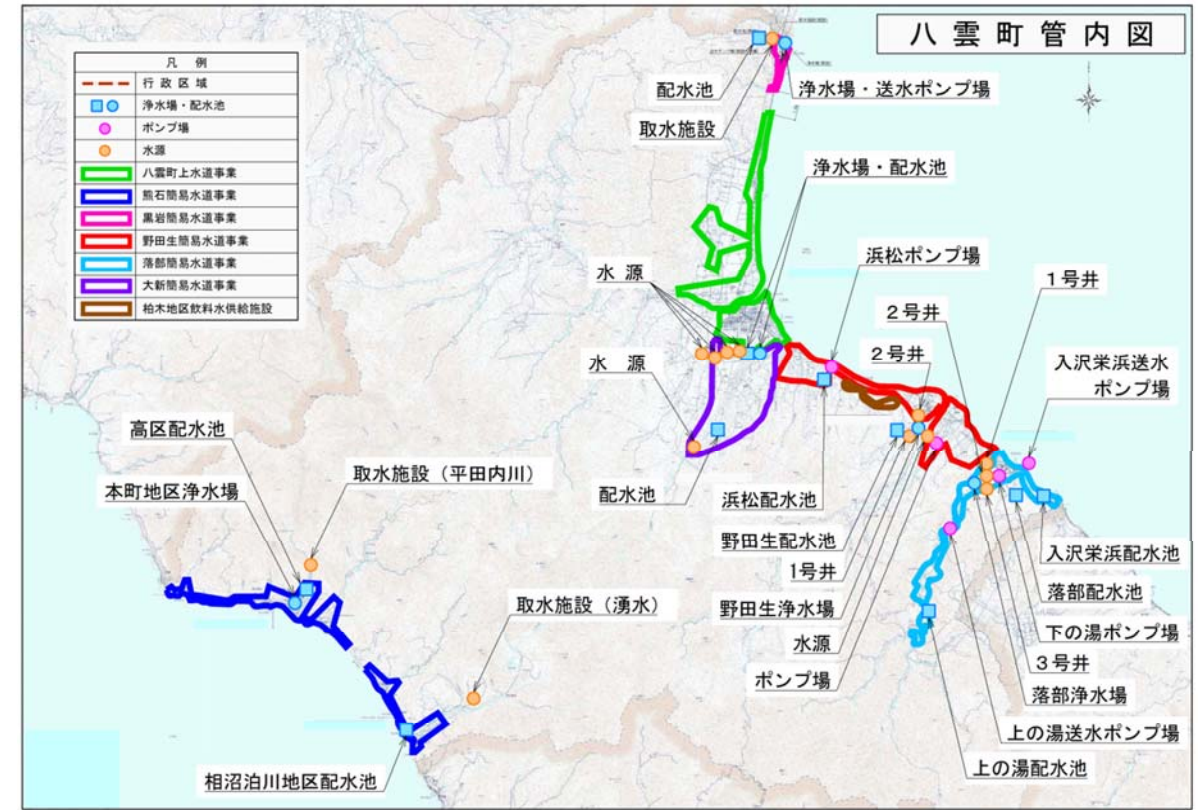 八雲町管内図
凡例
行政区域
浄水場・配水池
ポンプ場
水源
八雲町上水道事業
熊石簡易水道事業
黒岩簡易水道事業
野田生簡易水道事業
落部簡易水道事業
大新簡易水道事業
柏木地区飲料水供給施設
配水池
浄水場・送水ポンプ場
取水施設
浄水場・配水池
浜松ポンプ場
水源
1号井
2号井
2号井
入沢栄浜送水
ポンプ場
水源
高区配水池
取水施設（平田内川）
本町地区浄水場
配水池
浜松配水池
野田生配水池
1号井
野田生浄水場
水源
ポンプ場
入沢栄浜配水池
落部配水池
下の湯ポンプ場
3号井
落部浄水場
上の湯送水ポンプ場
上の湯配水池
取水施設（湧水）
相沼泊川地区配水池